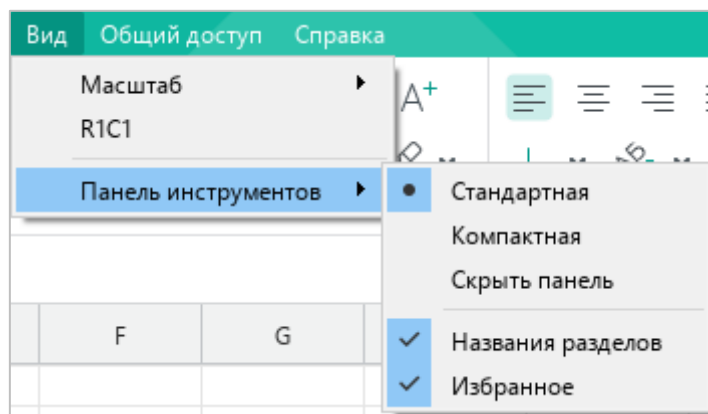 Вид Общий доступ Справка
Масштаб
R1C1
Панель инструментов
Стандартная
Компактная
Скрыть панель
Названия разделов
Избранное
F G